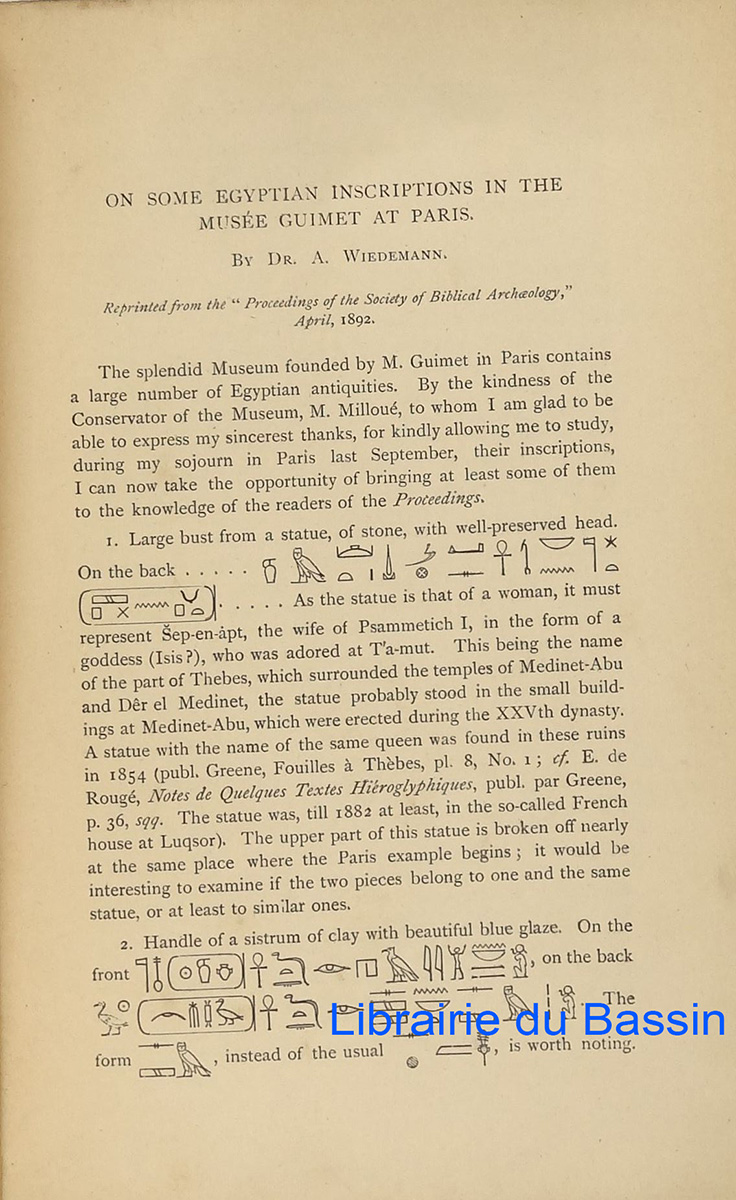 ON SOME EGYPTIAN INSCRIPTIONS IN THE
MUSÉE GUIMET AT PARIS.
By Dr. A. Wiedemann.
Reprinted from the “ Proceedings of the Society of Biblical Archæology,”
April, 1892.
The splendid Museum founded by M. Guimet in Paris contains
a large number of Egyptian antiquities. By the kindness of the
Conservator of the Museum, M. Milloué, to whom I am glad to be
able to express my sincerest thanks, for kindly allowing me to study,
during my sojourn in Paris last September, their inscriptions,
I can now take the opportunity of bringing at least some of them
to the knowledge of the readers of the Proceedings.
1. Large bust from a statue, of stone, with well-preserved head.
On the back . . . . .
. . . . . As the statue is that of a woman, it must
represent Šep-en-àpt, the wife of Psammetich I, in the form of a
goddess (Isis?), who was adored at T'a-mut. This being the name
of the part of Thebes, which surrounded the temples of Medinet-Abu
and Dêr el Medinet, the statue probably stood in the small build-
ings at Medinet-Abu, which were erected during the XXVth dynasty.
A statue with the name of the same queen was found in these ruins
in 1854 (publ. Greene, Fouilles à Thèbes, pl. 8, No. 1 ; cf. E. de
Rougé, Notes de Quelques Textes Hiéroglyphiques, publ. par Greene,
p. 36, sqq. The statue was, till 1882 at least, in the so-called French
house at Luqsor). The upper part of this statue is broken off nearly
at the same place where the Paris example begins ; it would be
interesting to examine if the two pieces belong to one and the same
statue, or at least to similar ones.
2. Handle of a sistrum of clay with beautiful blue glaze. On the
front , on the back
. The
Librairie du Bassin
form , instead of the usual , is worth noting.